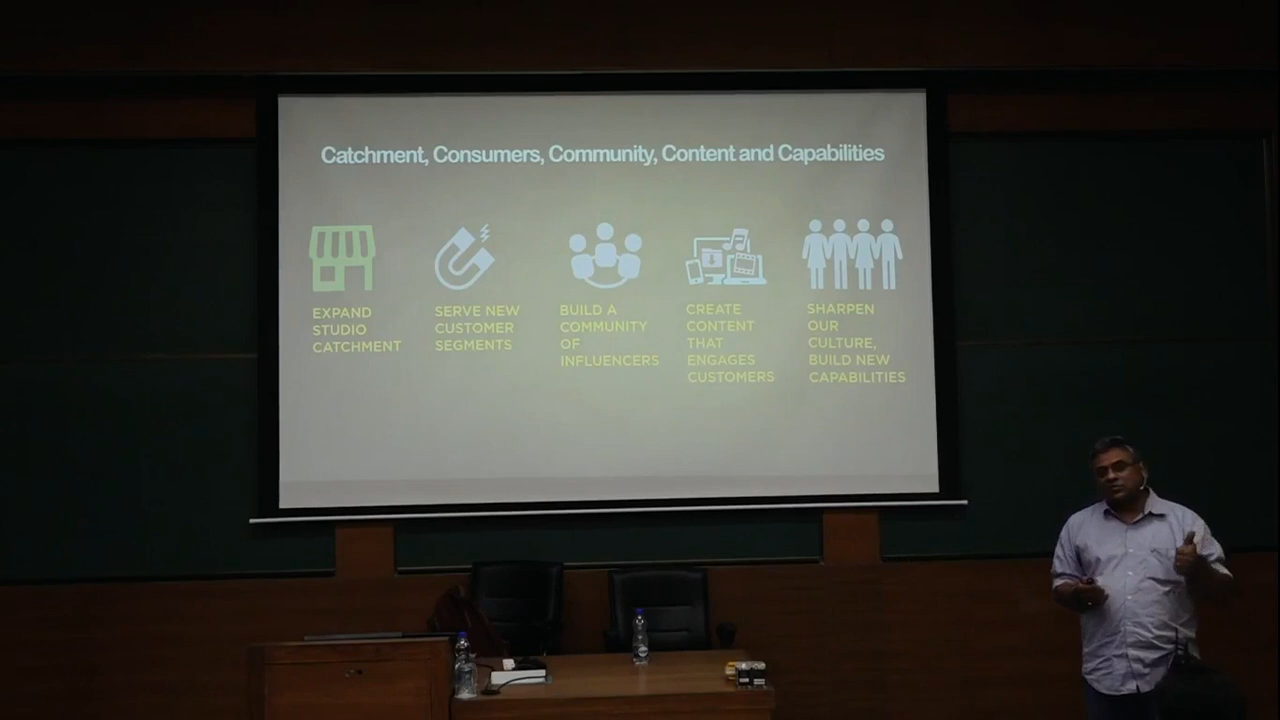 Catchment, Consumers, Community, Content and Capabilities
EXPAND
STUDIO
CATCHMENT
SERVE NEW
CUSTOMER
SEGMENTS
BUILD A
COMMUNITY
OF
INFLUENCERS
CREATE
CONTENT
THAT
ENGAGES
CUSTOMERS
SHARPEN
OUR
CULTURE,
BUILD NEW
CAPABILITIES